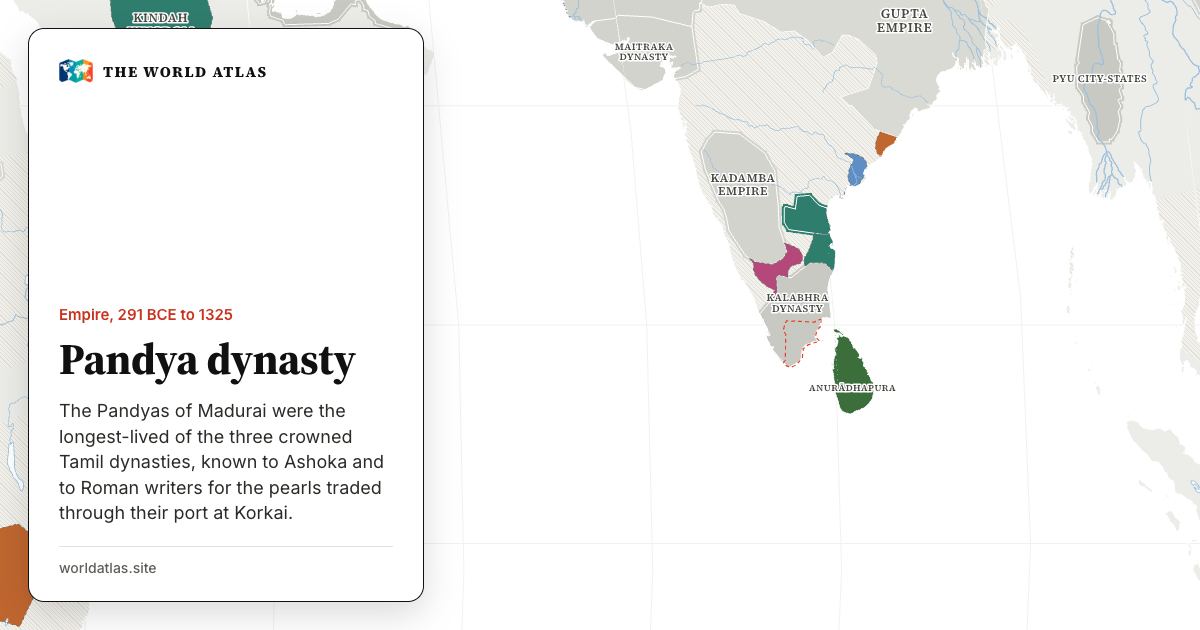 KINDAH
THE WORLD ATLAS
Empire, 291 BCE to 1325
Pandya dynasty
The Pandyas of Madurai were the
longest-lived of the three crowned
Tamil dynasties, known to Ashoka and
to Roman writers for the pearls traded
through their port at Korkai.
worldatlas.site
GUPTA
EMPIRE
MAITRAKA
DYNASTY
PYU CITY-STATES
KADAMBA
EMPIRE
KALABHRA
DYNASTY
ANURADHAPURA